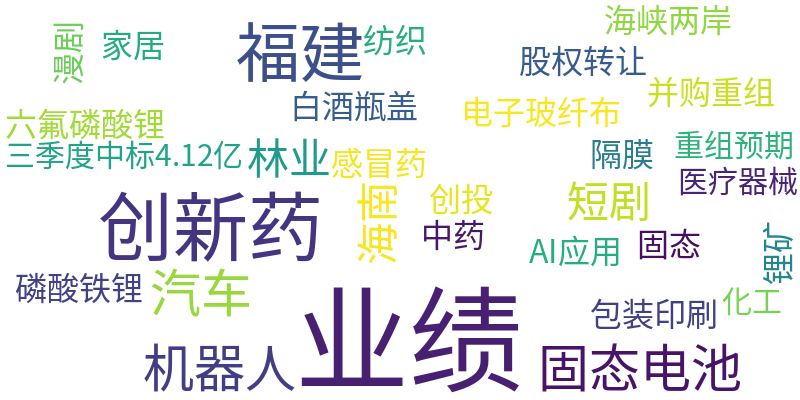 海峡两岸
漫剧
家居
福建
纺织
股权转让
白酒瓶盖
电子玻纤布
并购重组
六氟磷酸锂
三季度中标4.12亿
林业
感冒药
隔膜
重组预期
医疗器械
创新药
海南
创投
短剧
中药
AI应用
固态
锂矿
磷酸铁锂
汽车
业绩
包装印刷
化工
机器人
固态电池